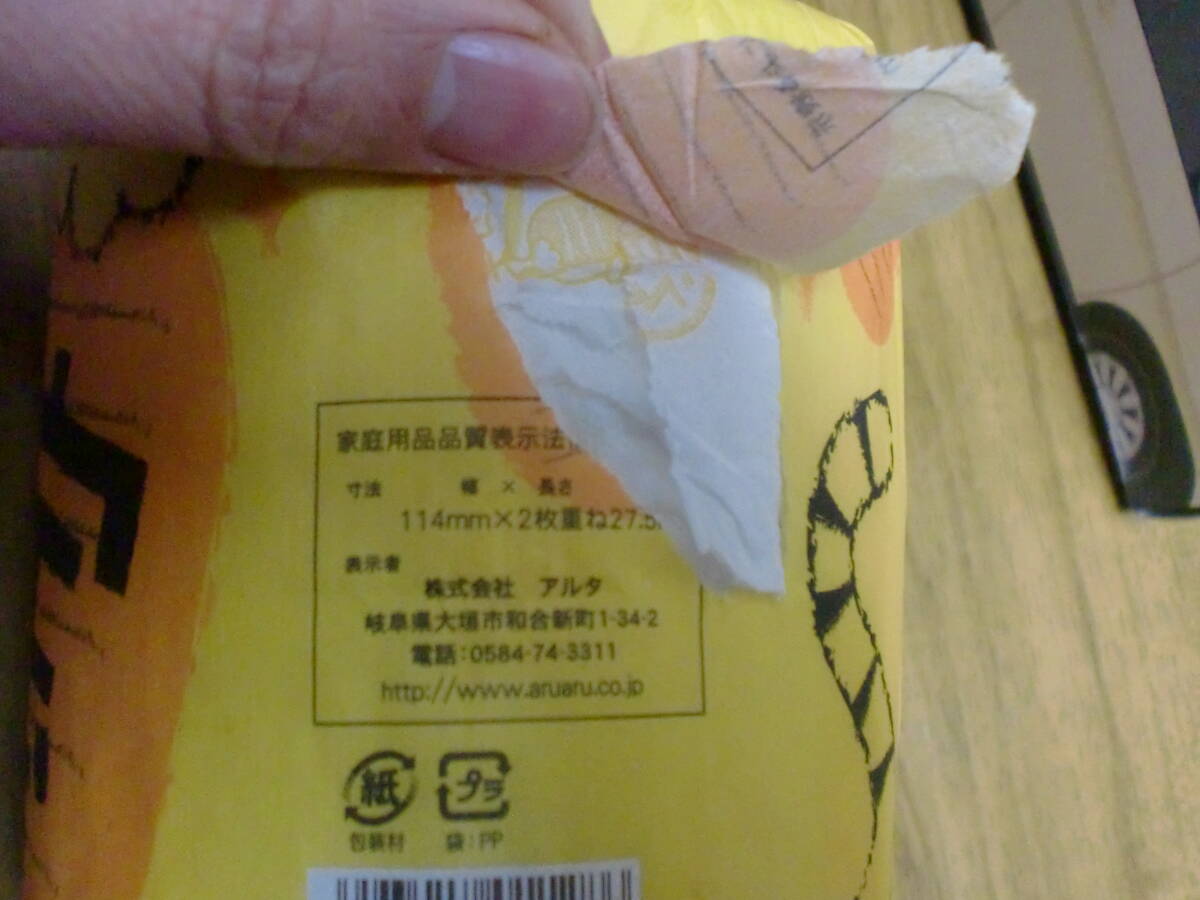 家庭用品品質表示法
寸法 幅 × 長さ
114mm×2枚重ね27.5
表示者
株式会社 アルタ
岐阜県大垣市和合新町1-34-2
電話:0584-74-3311
http://www.aruaru.co.jp
紙 プラ
包装材 袋:PP